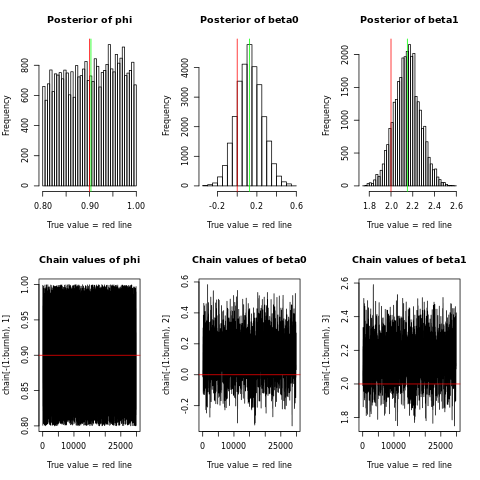 Posterior of phi
Posterior of beta0
Posterior of beta1
Frequency
0 200 400 600 800
0.80 0.90 1.00
True value = red line
Frequency
0 1000 2000 3000 4000
-0.2 0.2 0.6
True value = red line
Frequency
0 500 1000 1500 2000
1.8 2.0 2.2 2.4 2.6
True value = red line
Chain values of phi
Chain values of beta0
Chain values of beta1
chain[-(1:burnIn), 1]
0.80 0.85 0.90 0.95 1.00
0 10000 25000
True value = red line
chain[-(1:burnIn), 2]
-0.2 0.0 0.2 0.4 0.6
0 10000 25000
True value = red line
chain[-(1:burnIn), 3]
1.8 2.0 2.2 2.4 2.6
0 10000 25000
True value = red line